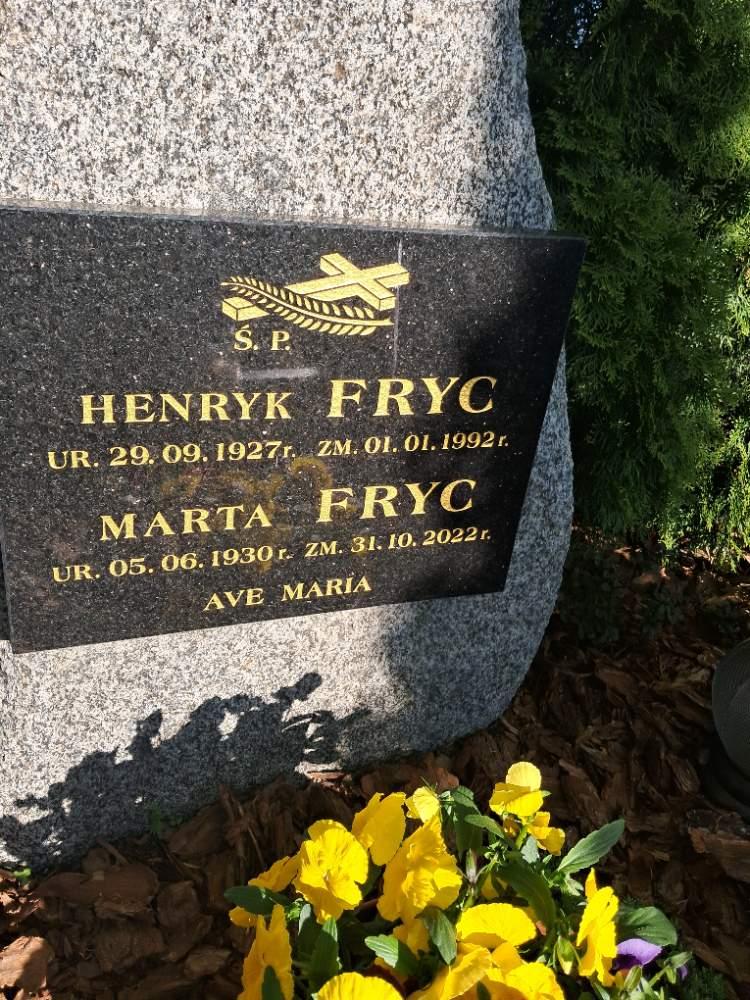 Ś. P.
HENRYK FRYC
UR. 29. 09. 1927r. ZM. 01. 01. 1992r.
MARTA FRYC
UR. 05. 06. 1930r. ZM. 31. 10. 2022r.
AVE MARIA